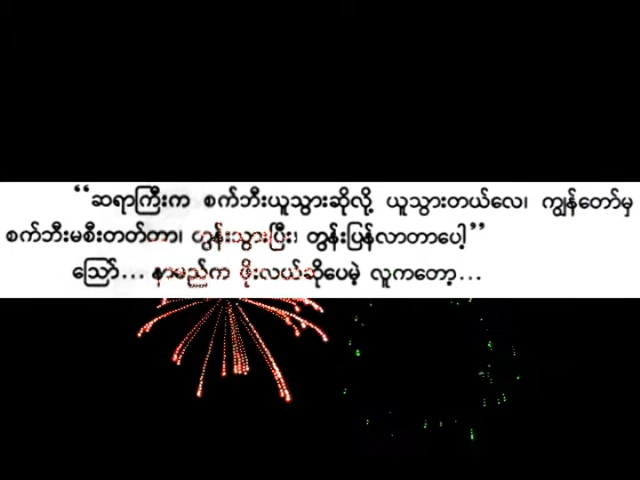 “ဆရာကြီးက စက်ဘီးယူသွားဆိုလို့ ယူသွားတယ်လေ၊ ကျွန်တော်မှ
စက်ဘီးမစီးတတ်တာ၊ တွန်းသွားပြီး၊ တွန်းပြန်လာတာပေါ့”
ဩော်... နာမည်က ဖိုးလယ်ဆိုပေမဲ့ လူကတော့...